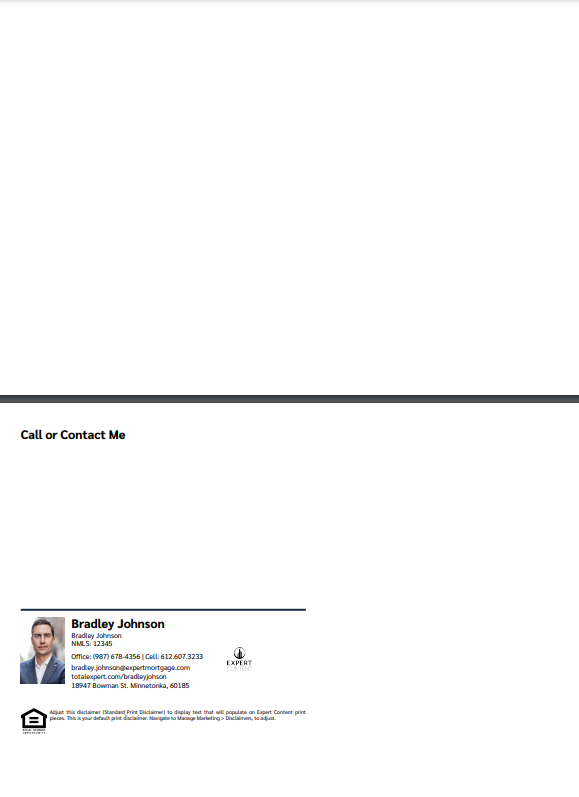 Call or Contact Me
Bradley Johnson
Bradley Johnson
NMLS: 12345
Office: (987) 678-4356 | Cell: 612.607.3233
bradley.johnson@expertmortgage.com
totalexpert.com/bradleyjohson
18947 Bowman St. Minnetonka, 60185
EXPERT
CONTENT
Adjust this disclaimer (Standard Print Disclaimer) to display text that will populate on Expert Content print
pieces. This is your default print disclaimer. Navigate to Manage Marketing > Disclaimers, to adjust.
EQUAL HOUSING
OPPORTUNITY